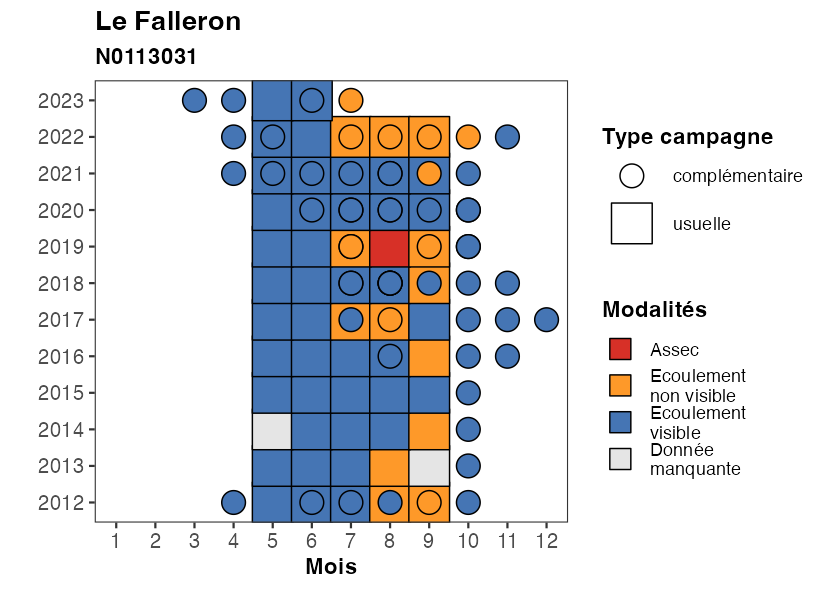 Le Falleron
N0113031
2023
2022
2021
2020
2019
2018
2017
2016
2015
2014
2013
2012
1 2 3 4 5 6 7 8 9 10 11 12
Mois
Type campagne
complémentaire
usuelle
Modalités
Assec
Ecoulement
non visible
Ecoulement
visible
Donnée
manquante